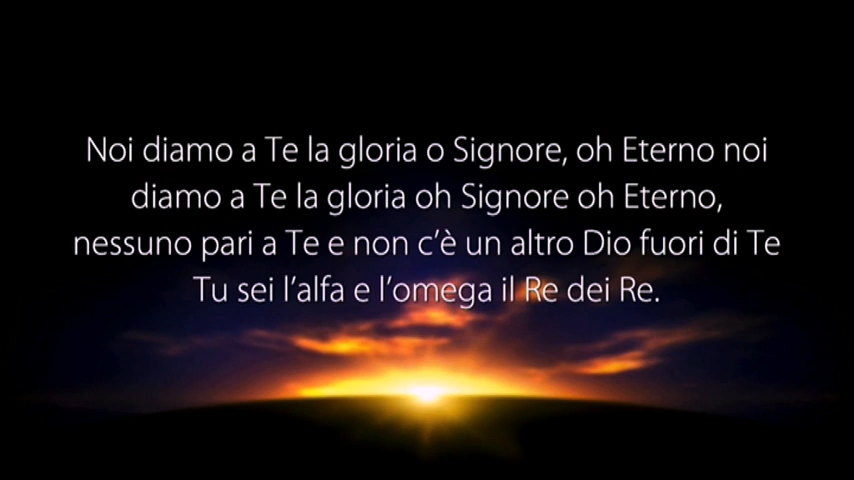 Noi diamo a Te la gloria o Signore, oh Eterno noi
diamo a Te la gloria oh Signore oh Eterno,
nessuno pari a Te e non c’è un altro Dio fuori di Te
Tu sei l’alfa e l’omega il Re dei Re.